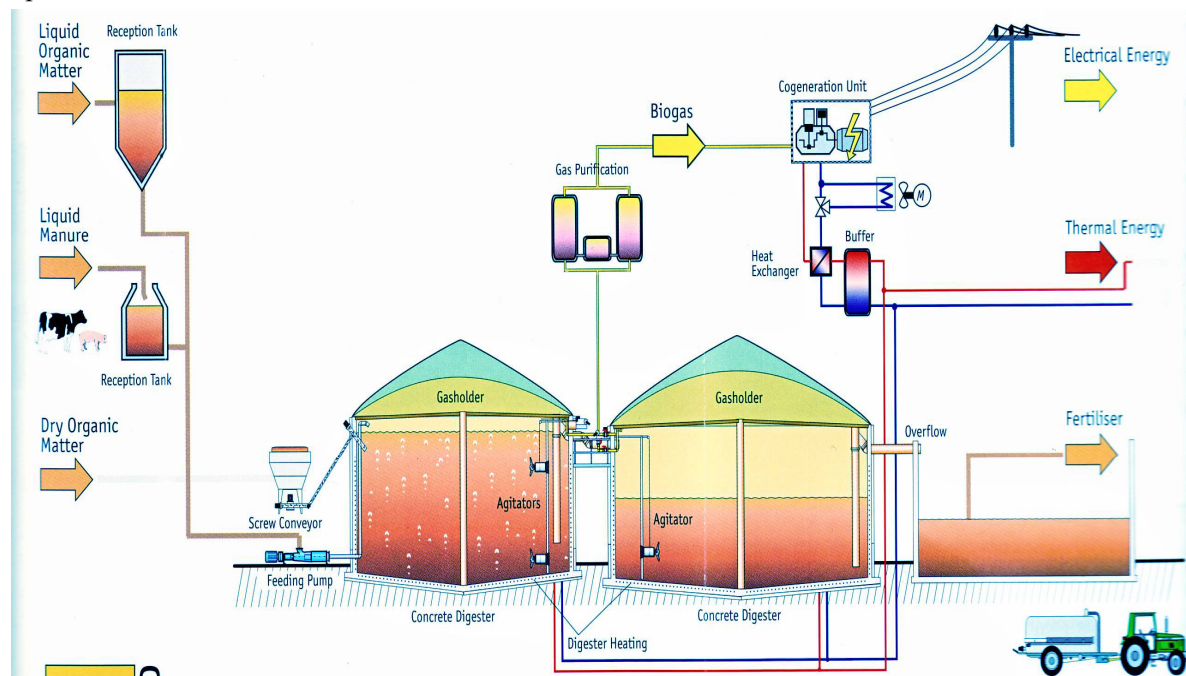 Liquid
Organic
Matter
Reception Tank
Liquid
Manure
Reception Tank
Dry Organic
Matter
Screw Conveyor
Feeding Pump
Gasholder
Agitators
Concrete Digester
Digester Heating
Gas Purification
Biogas
Gasholder
Agitator
Concrete Digester
Cogeneration Unit
M
Heat
Exchanger
Buffer
Overflow
Electrical Energy
Thermal Energy
Fertiliser